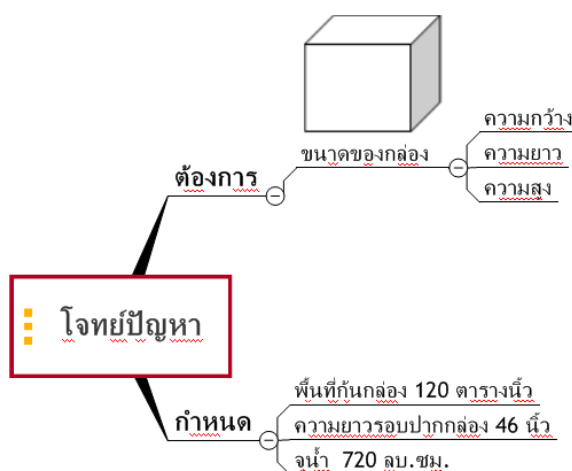 ความกว้าง
ขนาดของกล่อง
ความยาว
ความสูง
ต้องการ
โจทย์ปัญหา
พื้นที่ก้นกล่อง 120 ตารางนิ้ว
กำหนด
ความยาวรอบปากกล่อง 46 นิ้ว
จุน้ำ 720 ลบ.ซม.